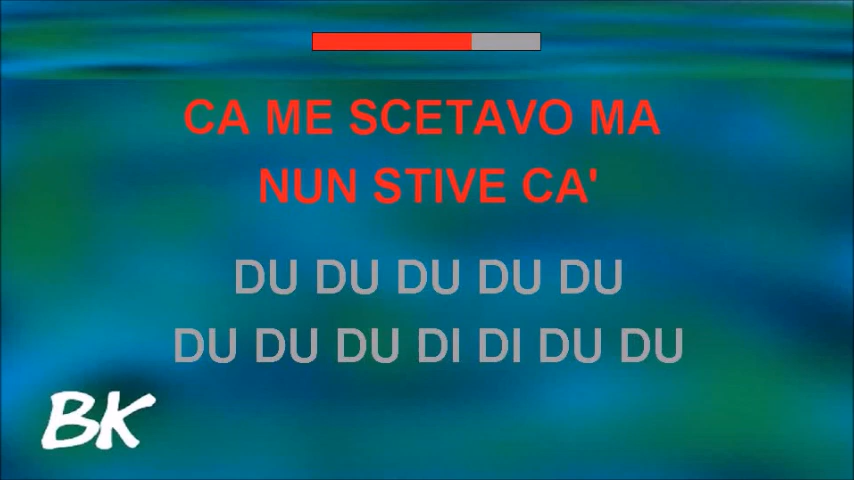 CA ME SCETAVO MA
NUN STIVE CA'
DU DU DU DU DU
DU DU DU DI DI DU DU
BK